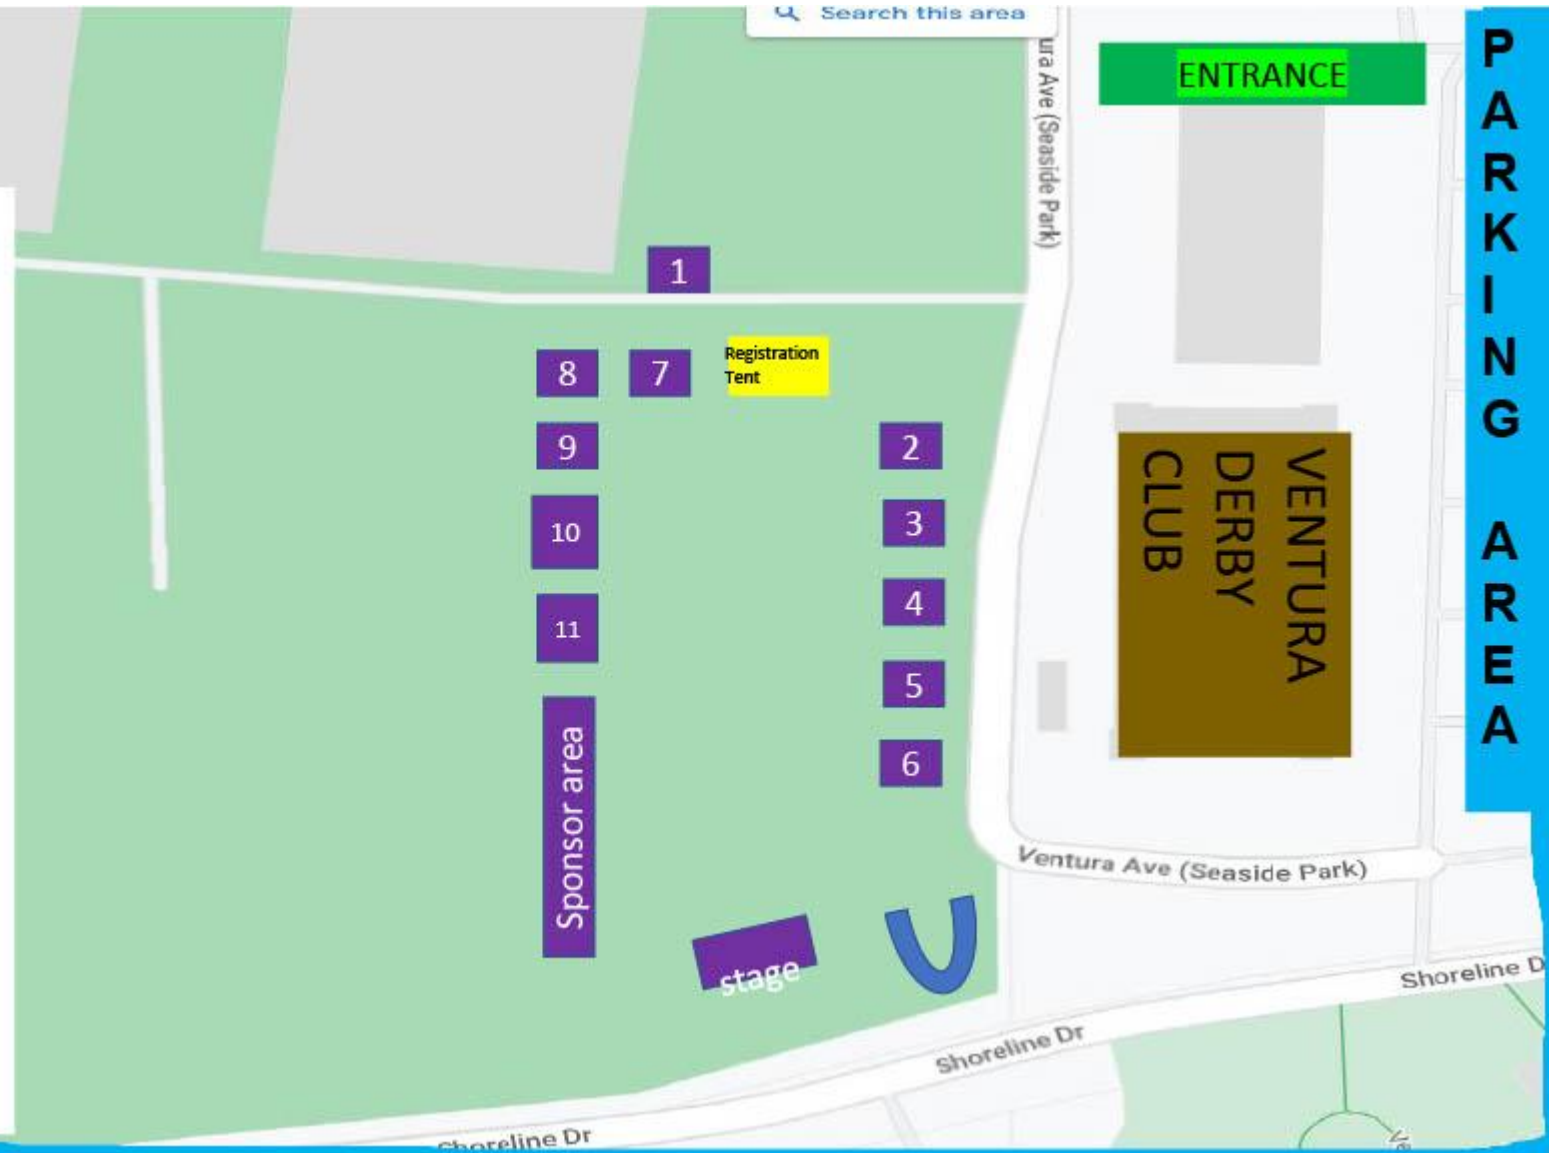 Search this area
ura Ave (Seaside Park)
ENTRANCE
PARKING AREA
1
8
7
Registration
Tent
9
2
10
3
11
4
5
6
VENTURA
DERBY
CLUB
Sponsor area
stage
Ventura Ave (Seaside Park)
Shoreline D
Shoreline Dr
Shoreline Dr
Ve